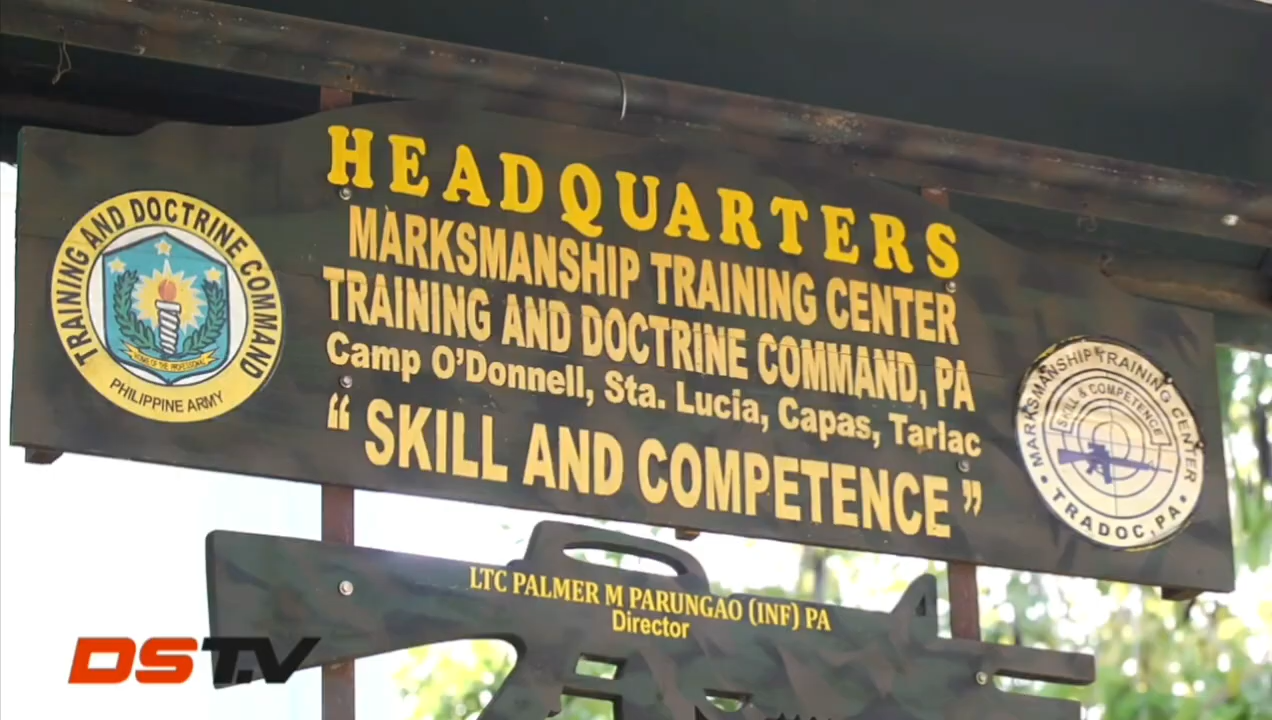 HEADQUARTERS
MARKSMANSHIP TRAINING CENTER
TRAINING AND DOCTRINE COMMAND, PA
Camp O'Donnell, Sta. Lucia, Capas, Tarlac
“ SKILL AND COMPETENCE ”
TRAINING AND DOCTRINE COMMAND
PHILIPPINE ARMY
MARKSMANSHIP TRAINING CENTER
SKILL & COMPETENCE
• TRADOC, PA •
LTC PALMER M PARUNGAO (INF) PA
Director
DSTV